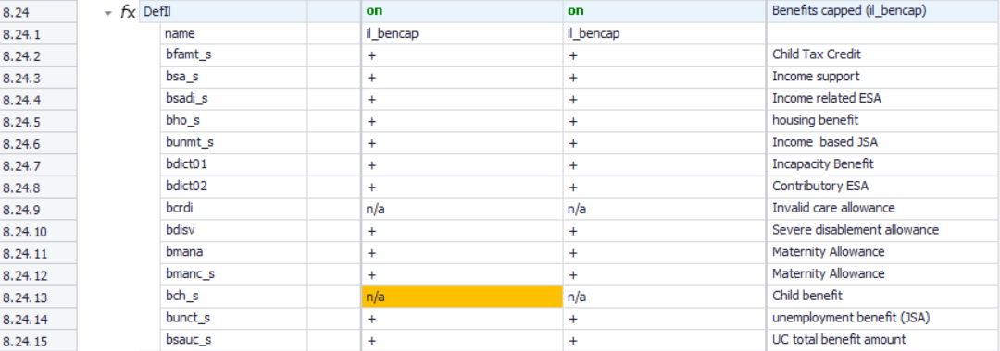 8.24 fx DefIl on on Benefits capped (il_bencap)
8.24.1 name il_bencap il_bencap
8.24.2 bfamt_s + + Child Tax Credit
8.24.3 bsa_s + + Income support
8.24.4 bsadi_s + + Income related ESA
8.24.5 bho_s + + housing benefit
8.24.6 bunmt_s + + Income  based JSA
8.24.7 bdict01 + + Incapacity Benefit
8.24.8 bdict02 + + Contributory ESA
8.24.9 bcrdi n/a n/a Invalid care allowance
8.24.10 bdisv + + Severe disablement allowance
8.24.11 bmana + + Maternity Allowance
8.24.12 bmanc_s + + Maternity Allowance
8.24.13 bch_s n/a n/a Child benefit
8.24.14 bunct_s + + unemployment benefit (JSA)
8.24.15 bsauc_s + + UC total benefit amount